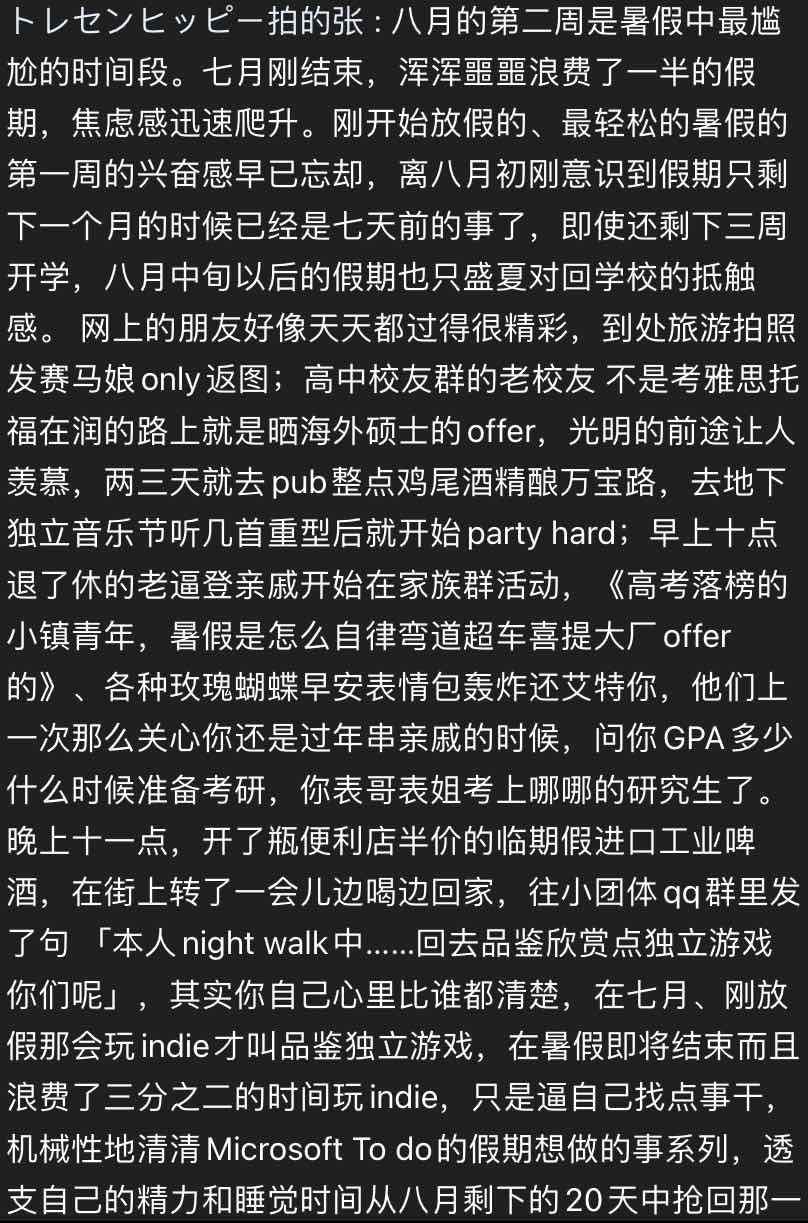 トレセンヒッピー拍的张 : 八月的第二周是暑假中最尴
尬的时间段。七月刚结束，浑浑噩噩浪费了一半的假
期，焦虑感迅速爬升。刚开始放假的、最轻松的暑假的
第一周的兴奋感早已忘却，离八月初刚意识到假期只剩
下一个月的时候已经是七天前的事了，即使还剩下三周
开学，八月中旬以后的假期也只盛夏对回学校的抵触
感。 网上的朋友好像天天都过得很精彩，到处旅游拍照
发赛马娘only返图；高中校友群的老校友 不是考雅思托
福在润的路上就是晒海外硕士的offer，光明的前途让人
羡慕，两三天就去pub整点鸡尾酒精酿万宝路，去地下
独立音乐节听几首重型后就开始party hard；早上十点
退了休的老逼登亲戚开始在家族群活动，《高考落榜的
小镇青年，暑假是怎么自律弯道超车喜提大厂offer
的》、各种玫瑰蝴蝶早安表情包轰炸还艾特你，他们上
一次那么关心你还是过年串亲戚的时候，问你GPA多少
什么时候准备考研，你表哥表姐考上哪哪的研究生了。
晚上十一点，开了瓶便利店半价的临期假进口工业啤
酒，在街上转了一会儿边喝边回家，往小团体qq群里发
了句 「本人night walk中……回去品鉴欣赏点独立游戏
你们呢」，其实你自己心里比谁都清楚，在七月、刚放
假那会玩indie才叫品鉴独立游戏，在暑假即将结束而且
浪费了三分之二的时间玩indie，只是逼自己找点事干，
机械性地清清Microsoft To do的假期想做的事系列，透
支自己的精力和睡觉时间从八月剩下的20天中抢回那一